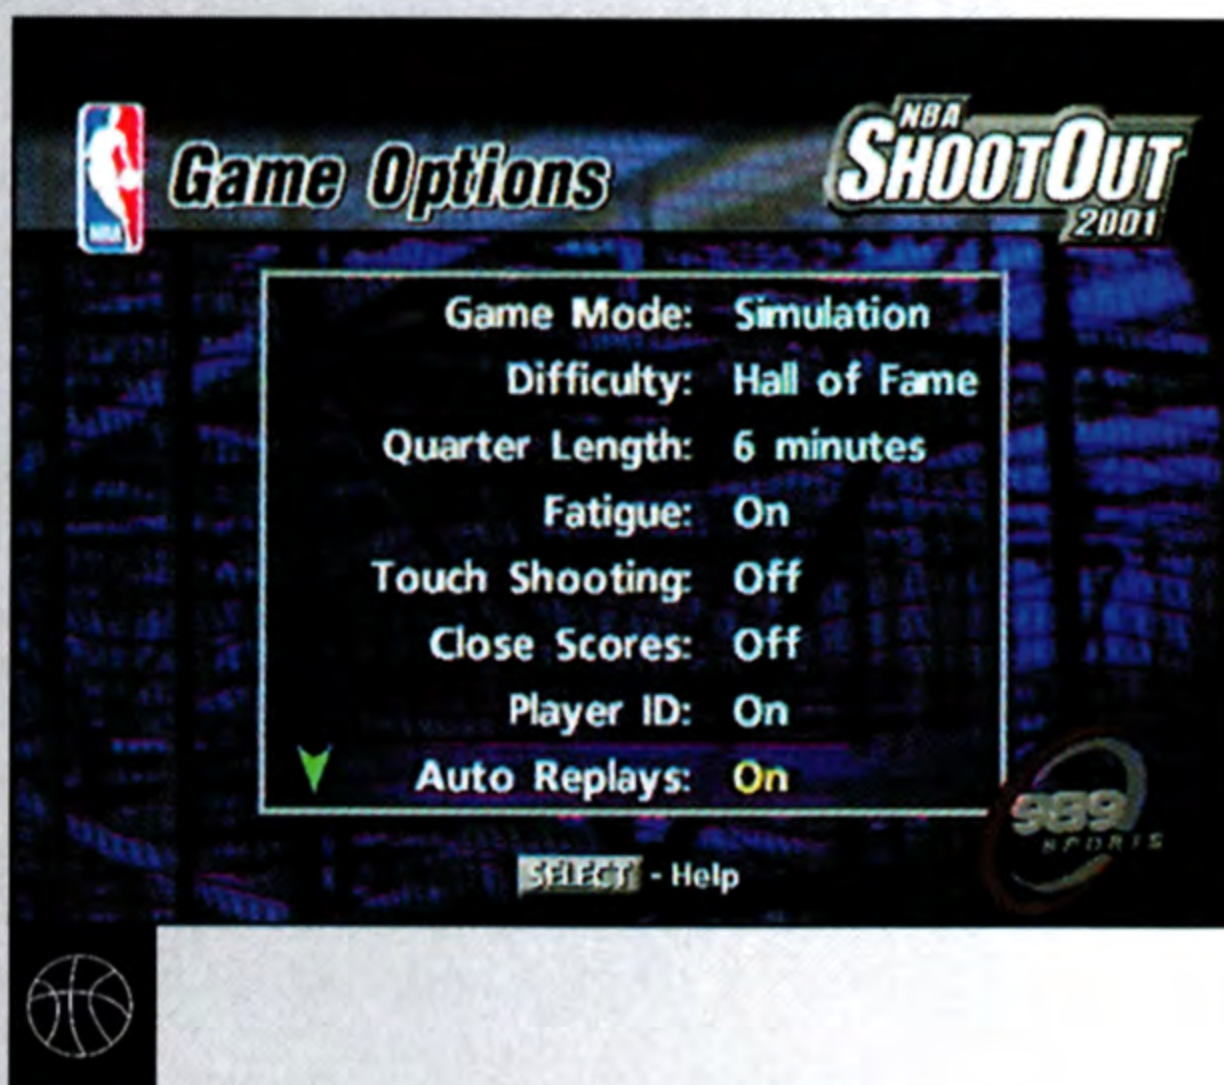 NBA
Game Options
NBA
SHOOTOUT
2001
Game Mode: Simulation
Difficulty: Hall of Fame
Quarter Length: 6 minutes
Fatigue: On
Touch Shooting: Off
Close Scores: Off
Player ID: On
Auto Replays: On
989
SPORTS
SELECT - Help